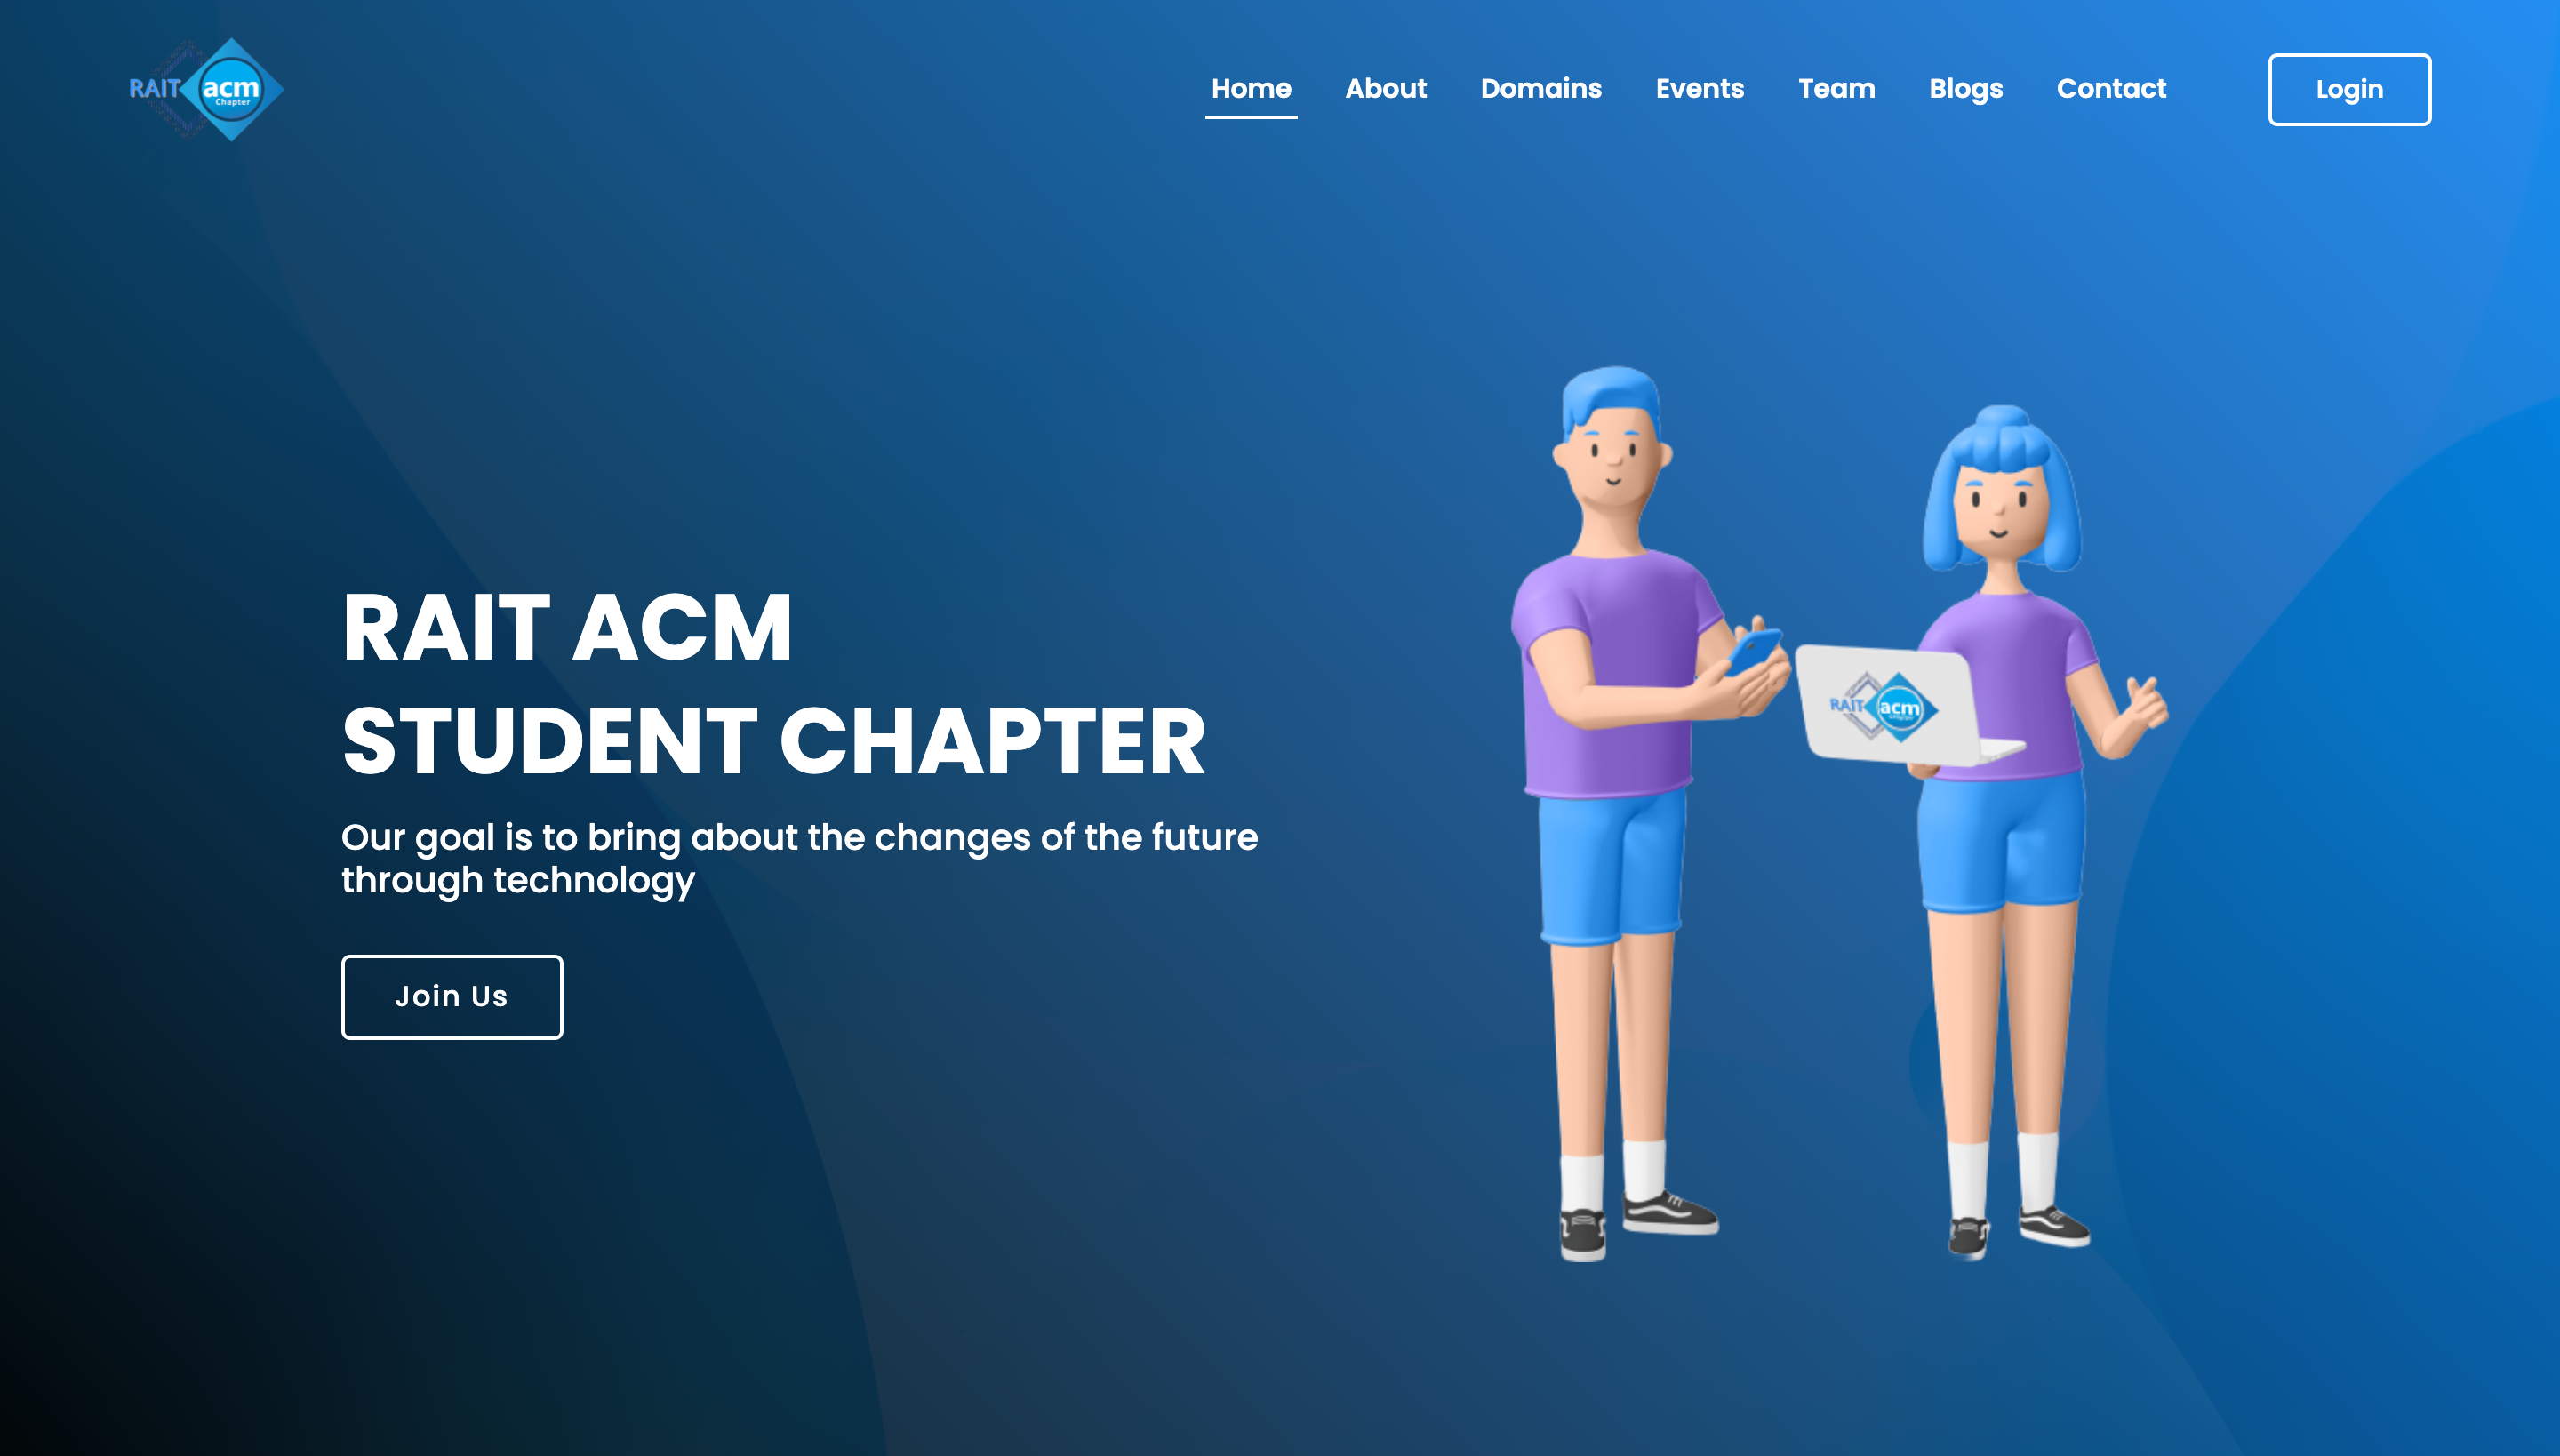 RAIT acm
Chapter
Home About Domains Events Team Blogs Contact Login
RAIT ACM
STUDENT CHAPTER
Our goal is to bring about the changes of the future
through technology
Join Us
RAIT acm
Chapter